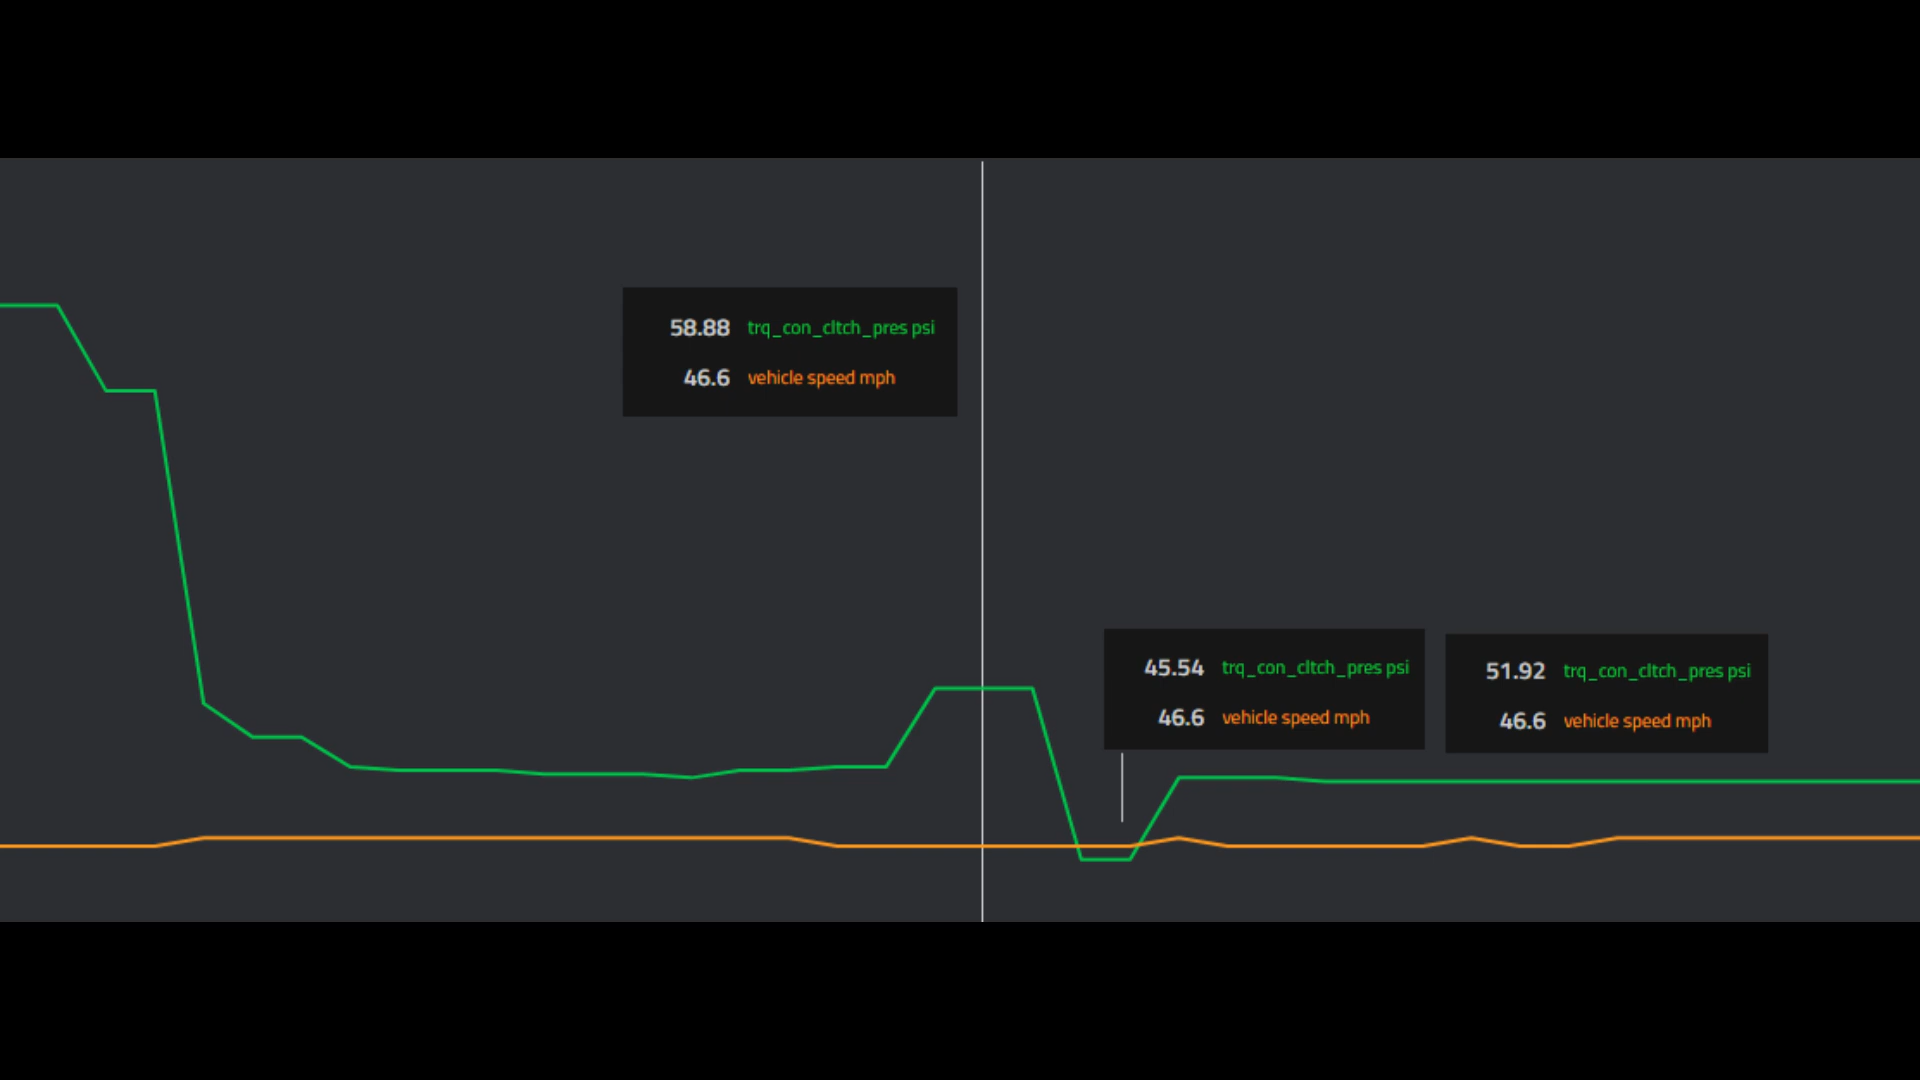 58.88 trq_con_cltch_pres psi
46.6 vehicle speed mph
45.54 trq_con_cltch_pres psi
46.6 vehicle speed mph
51.92 trq_con_cltch_pres psi
46.6 vehicle speed mph